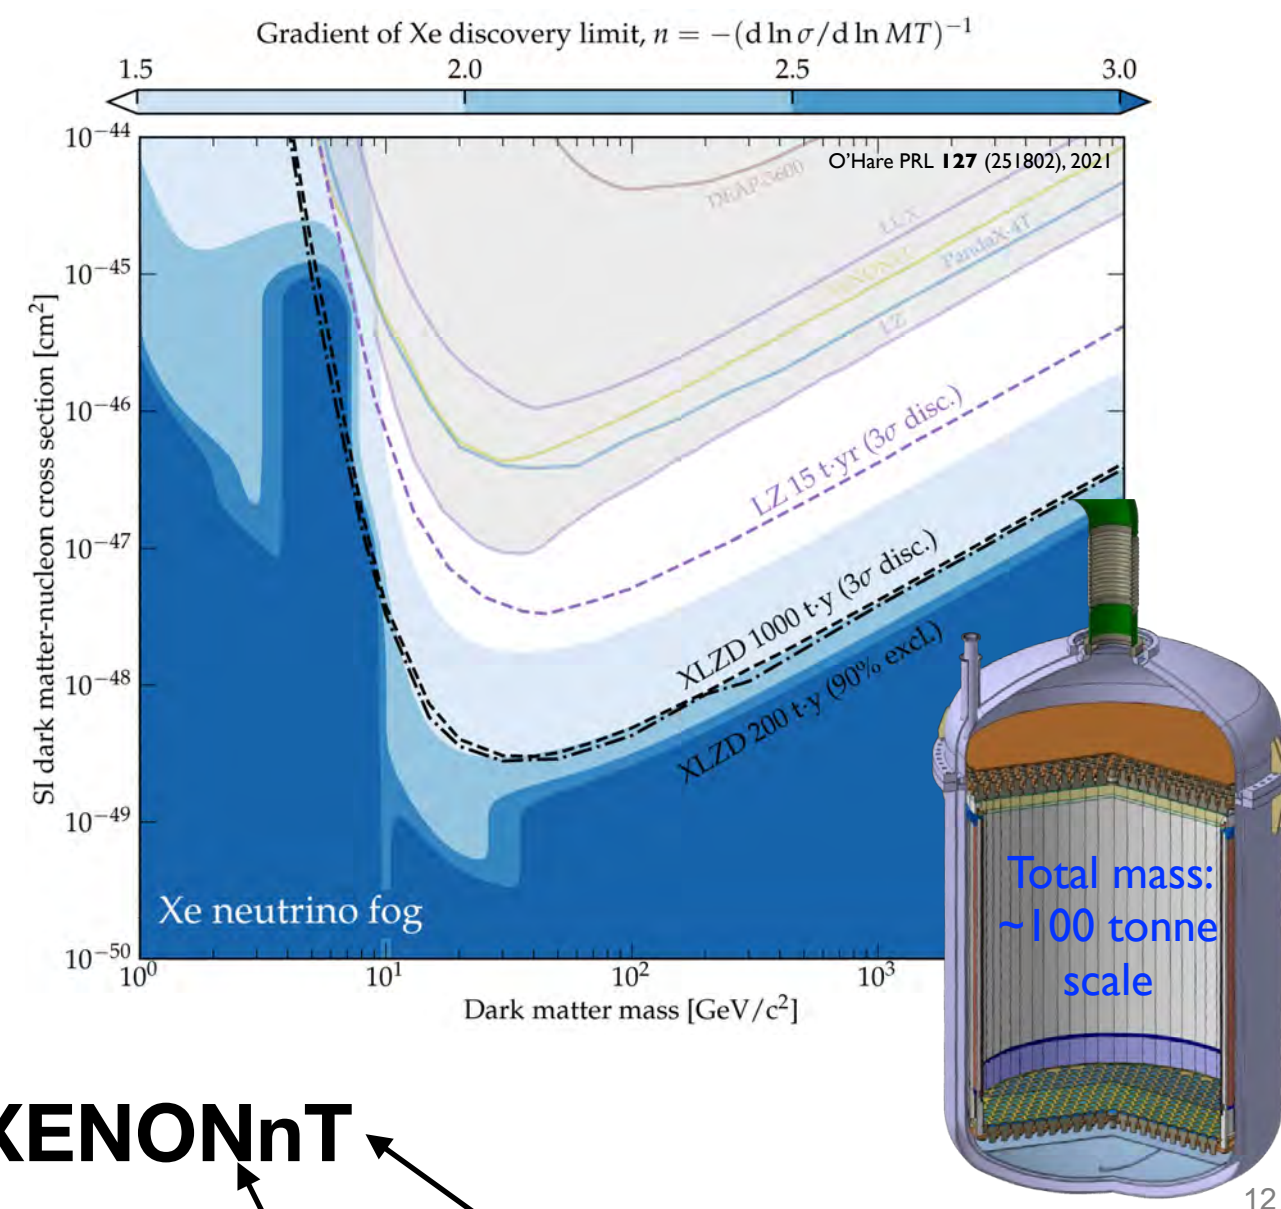 Gradient of Xe discovery limit, n = −(d ln σ/d ln MT)⁻¹
1.5 2.0 2.5 3.0
O'Hare PRL 127 (251802), 2021
DEAP-3600
LUX
PandaX-4T
LZ
LZ 15 t·yr (3σ disc.)
XLZD 1000 t·y (3σ disc.)
XLZD 200 t·y (90% excl.)
Xe neutrino fog
10⁻⁴⁴
10⁻⁴⁵
10⁻⁴⁶
10⁻⁴⁷
10⁻⁴⁸
10⁻⁴⁹
10⁻⁵⁰
SI dark matter-nucleon cross section [cm²]
10⁰ 10¹ 10² 10³
Dark matter mass [GeV/c²]
Total mass:
~100 tonne
scale
XENONnT
12